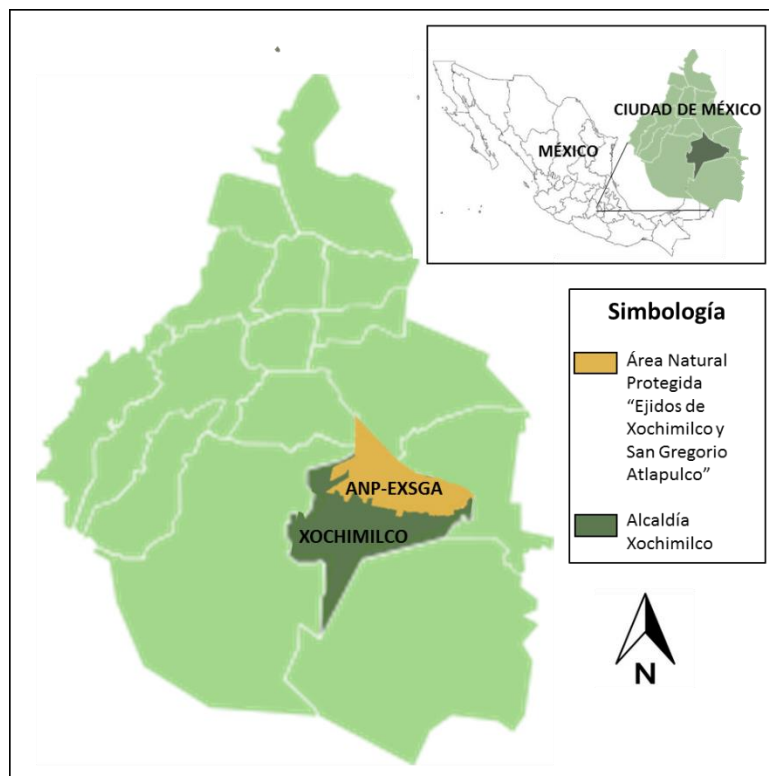 CIUDAD DE MÉXICO
MÉXICO
Simbología
Área Natural
Protegida
“Ejidos de
Xochimilco y
San Gregorio
Atlapulco”
Alcaldía
Xochimilco
ANP-EXSGA
XOCHIMILCO
N